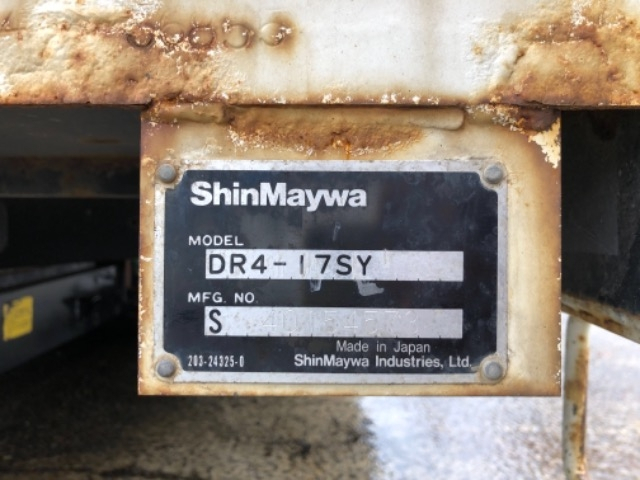 ShinMaywa
MODEL
DR4-17SY
MFG. NO.
S
Made in Japan
203-24325-0
ShinMaywa Industries, Ltd.